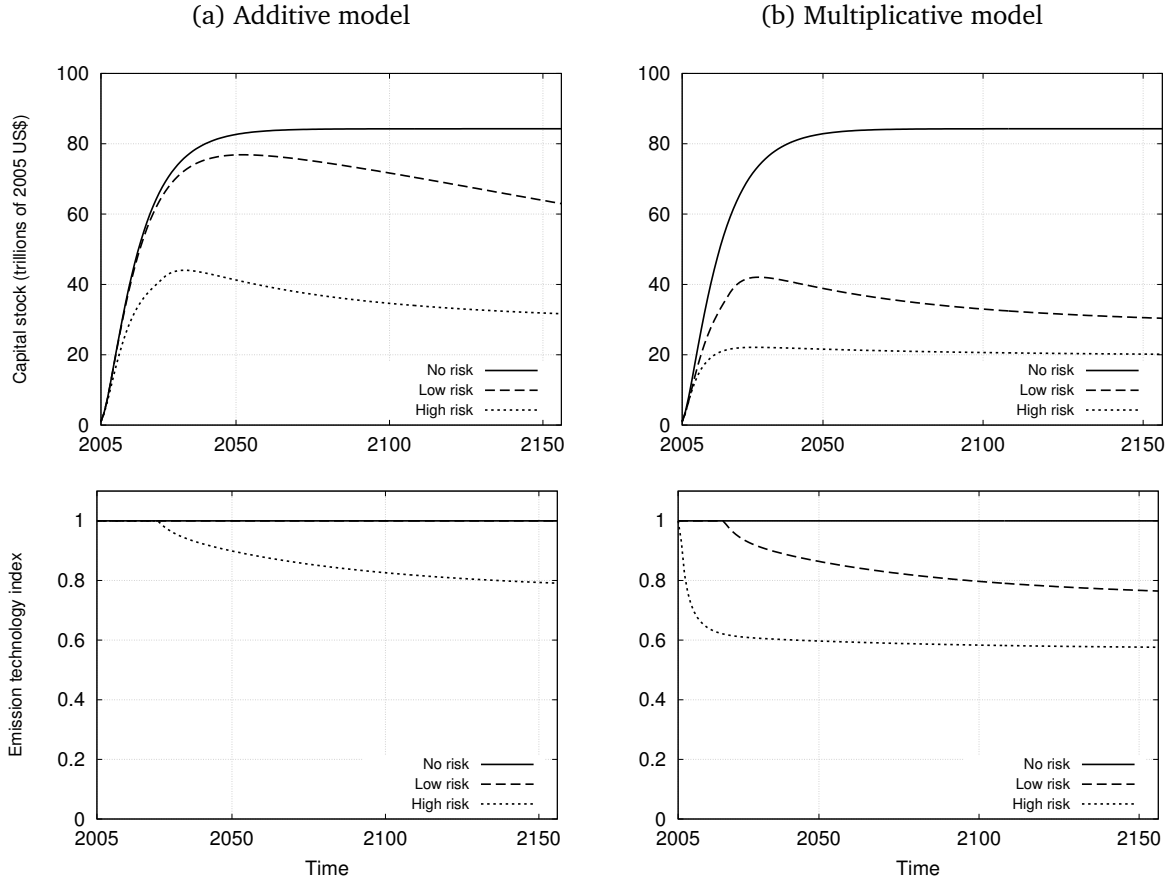 (a) Additive model
(b) Multiplicative model
Capital stock (trillions of 2005 US$)
100
80
60
40
20
0
2005
2050
2100
2150
No risk
Low risk
High risk
100
80
60
40
20
0
2005
2050
2100
2150
No risk
Low risk
High risk
Emission technology index
1
0.8
0.6
0.4
0.2
0
2005
2050
2100
2150
No risk
Low risk
High risk
Time
1
0.8
0.6
0.4
0.2
0
2005
2050
2100
2150
No risk
Low risk
High risk
Time